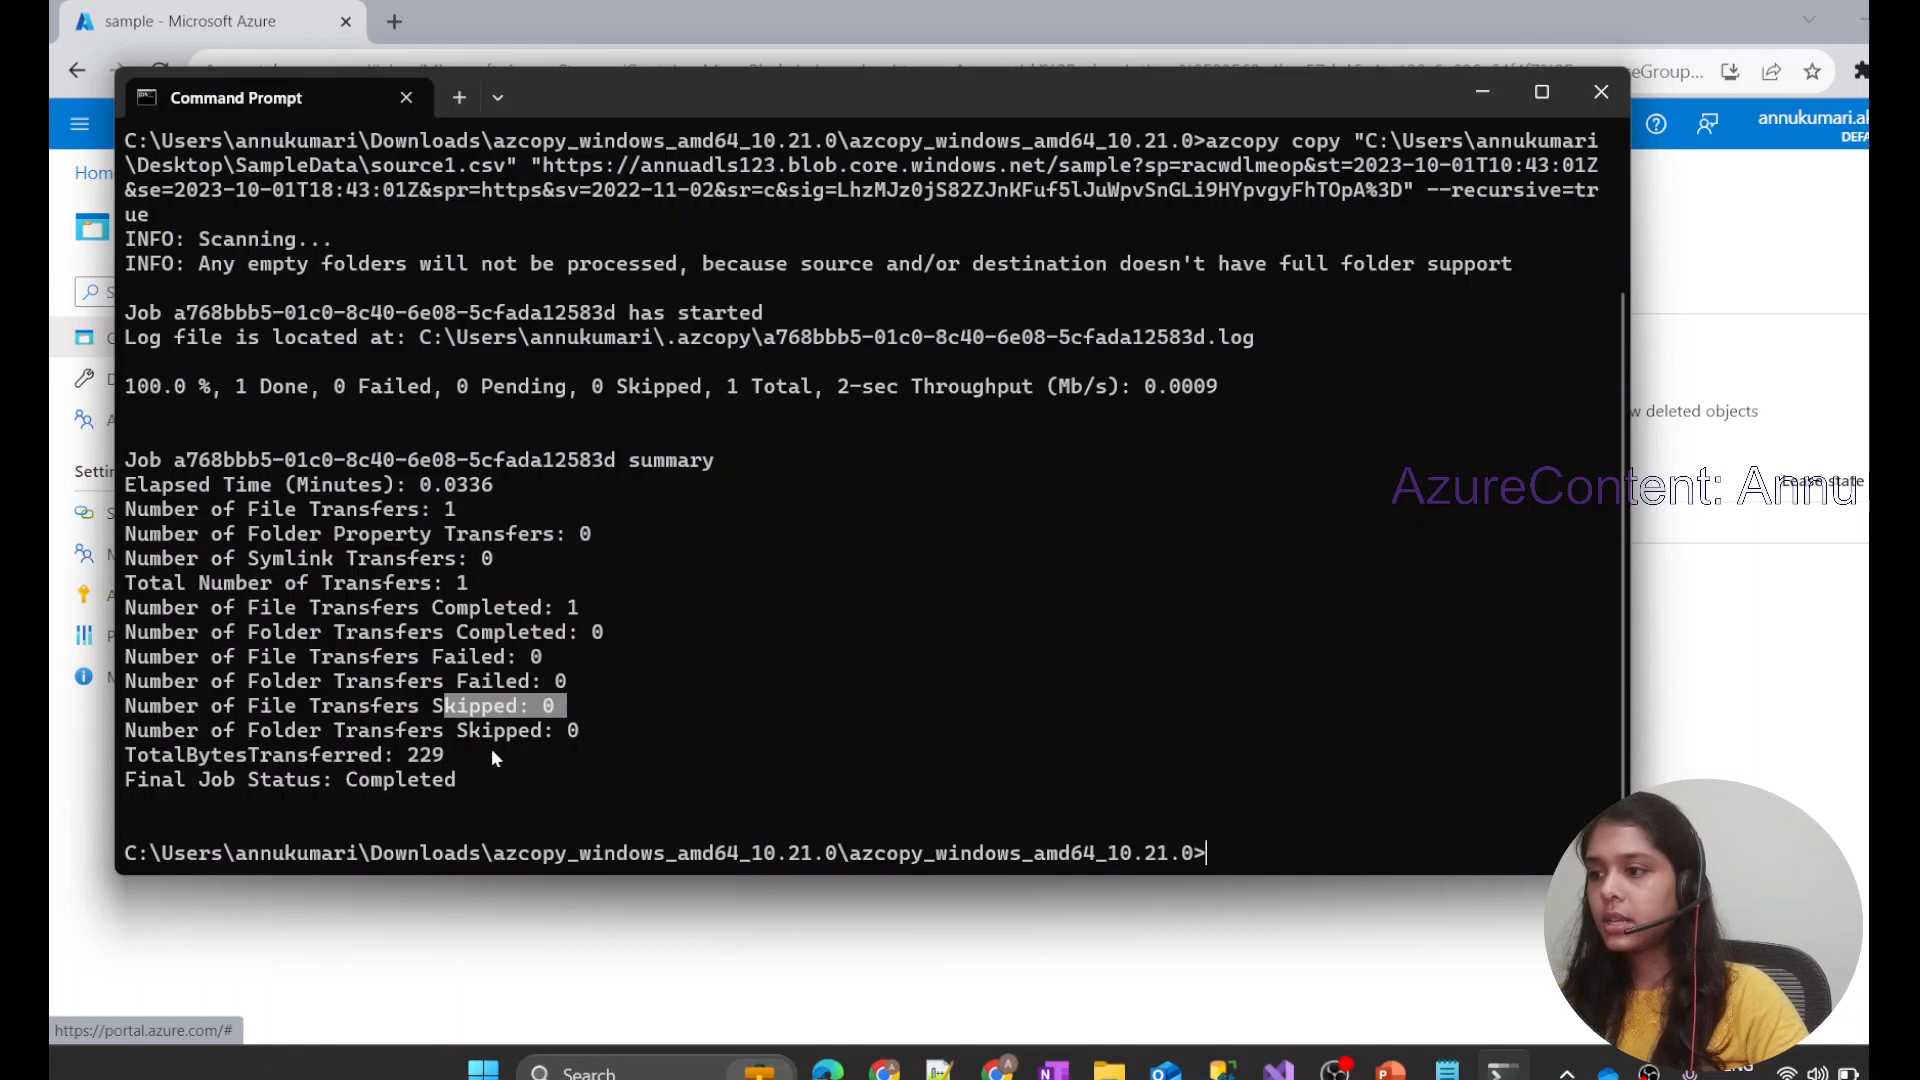 sample - Microsoft Azure
seGroup...
Command Prompt
annukumari.al
DEFA
Hom
C:\Users\annukumari\Downloads\azcopy_windows_amd64_10.21.0\azcopy_windows_amd64_10.21.0>azcopy copy "C:\Users\annukumari
\Desktop\SampleData\source1.csv" "https://annuadls123.blob.core.windows.net/sample?sp=racwdlmeop&st=2023-10-01T10:43:01Z
&se=2023-10-01T18:43:01Z&spr=https&sv=2022-11-02&sr=c&sig=LhzMJz0jS82ZJnKFuf5lJuWpvSnGLi9HYpvgyFhTOpA%3D" --recursive=tr
ue
INFO: Scanning...
INFO: Any empty folders will not be processed, because source and/or destination doesn't have full folder support
Job a768bbb5-01c0-8c40-6e08-5cfada12583d has started
Log file is located at: C:\Users\annukumari\.azcopy\a768bbb5-01c0-8c40-6e08-5cfada12583d.log
100.0 %, 1 Done, 0 Failed, 0 Pending, 0 Skipped, 1 Total, 2-sec Throughput (Mb/s): 0.0009
w deleted objects
Job a768bbb5-01c0-8c40-6e08-5cfada12583d summary
Settin
Elapsed Time (Minutes): 0.0336
AzureContent: Annu
Lease state
Number of File Transfers: 1
Number of Folder Property Transfers: 0
Number of Symlink Transfers: 0
Total Number of Transfers: 1
Number of File Transfers Completed: 1
Number of Folder Transfers Completed: 0
Number of File Transfers Failed: 0
Number of Folder Transfers Failed: 0
Number of File Transfers Skipped: 0
Number of Folder Transfers Skipped: 0
TotalBytesTransferred: 229
Final Job Status: Completed
C:\Users\annukumari\Downloads\azcopy_windows_amd64_10.21.0\azcopy_windows_amd64_10.21.0>
https://portal.azure.com/#
Search